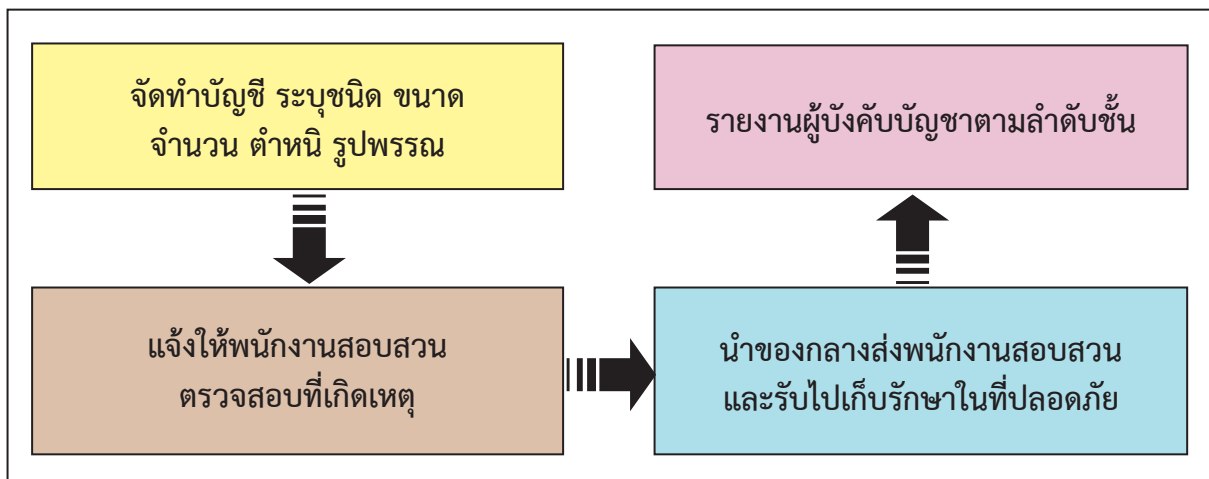 จัดทำบัญชี ระบุชนิด ขนาด
จำนวน ตำหนิ รูปพรรณ
แจ้งให้พนักงานสอบสวน
ตรวจสอบที่เกิดเหตุ
นำของกลางส่งพนักงานสอบสวน
และรับไปเก็บรักษาในที่ปลอดภัย
รายงานผู้บังคับบัญชาตามลำดับชั้น